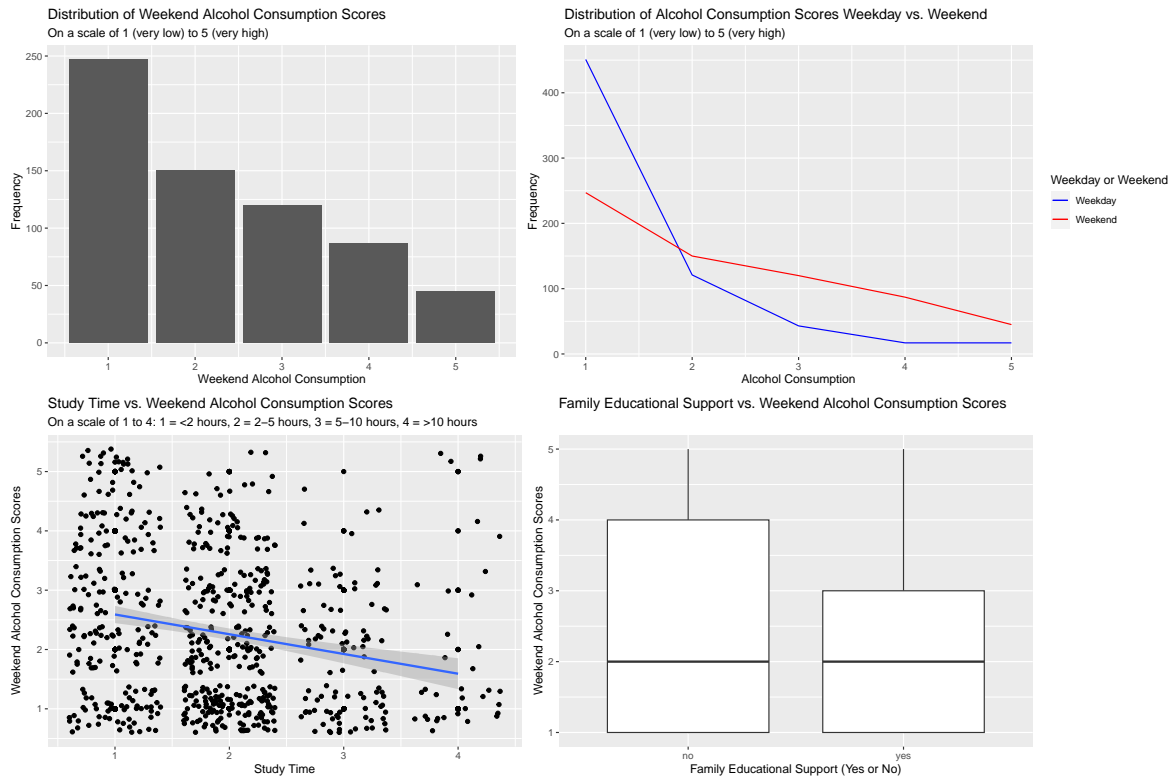 Distribution of Weekend Alcohol Consumption Scores
On a scale of 1 (very low) to 5 (very high)
250
200
150
100
50
0
Frequency
1 2 3 4 5
Weekend Alcohol Consumption
Distribution of Alcohol Consumption Scores Weekday vs. Weekend
On a scale of 1 (very low) to 5 (very high)
400
300
200
100
0
Frequency
1 2 3 4 5
Alcohol Consumption
Weekday or Weekend
Weekday
Weekend
Study Time vs. Weekend Alcohol Consumption Scores
On a scale of 1 to 4: 1 = <2 hours, 2 = 2−5 hours, 3 = 5−10 hours, 4 = >10 hours
5
4
3
2
1
Weekend Alcohol Consumption Scores
1 2 3 4
Study Time
Family Educational Support vs. Weekend Alcohol Consumption Scores
5
4
3
2
1
Weekend Alcohol Consumption Scores
no yes
Family Educational Support (Yes or No)